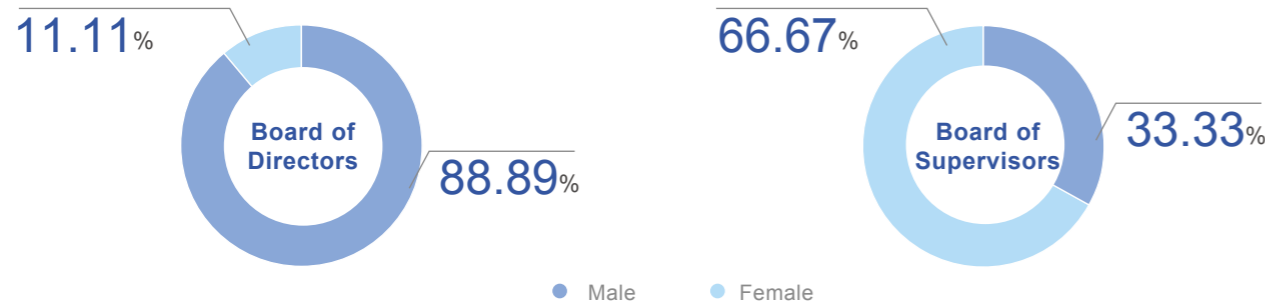 11.11%
Board of
Directors
88.89%
66.67%
Board of
Supervisors
33.33%
Male
Female